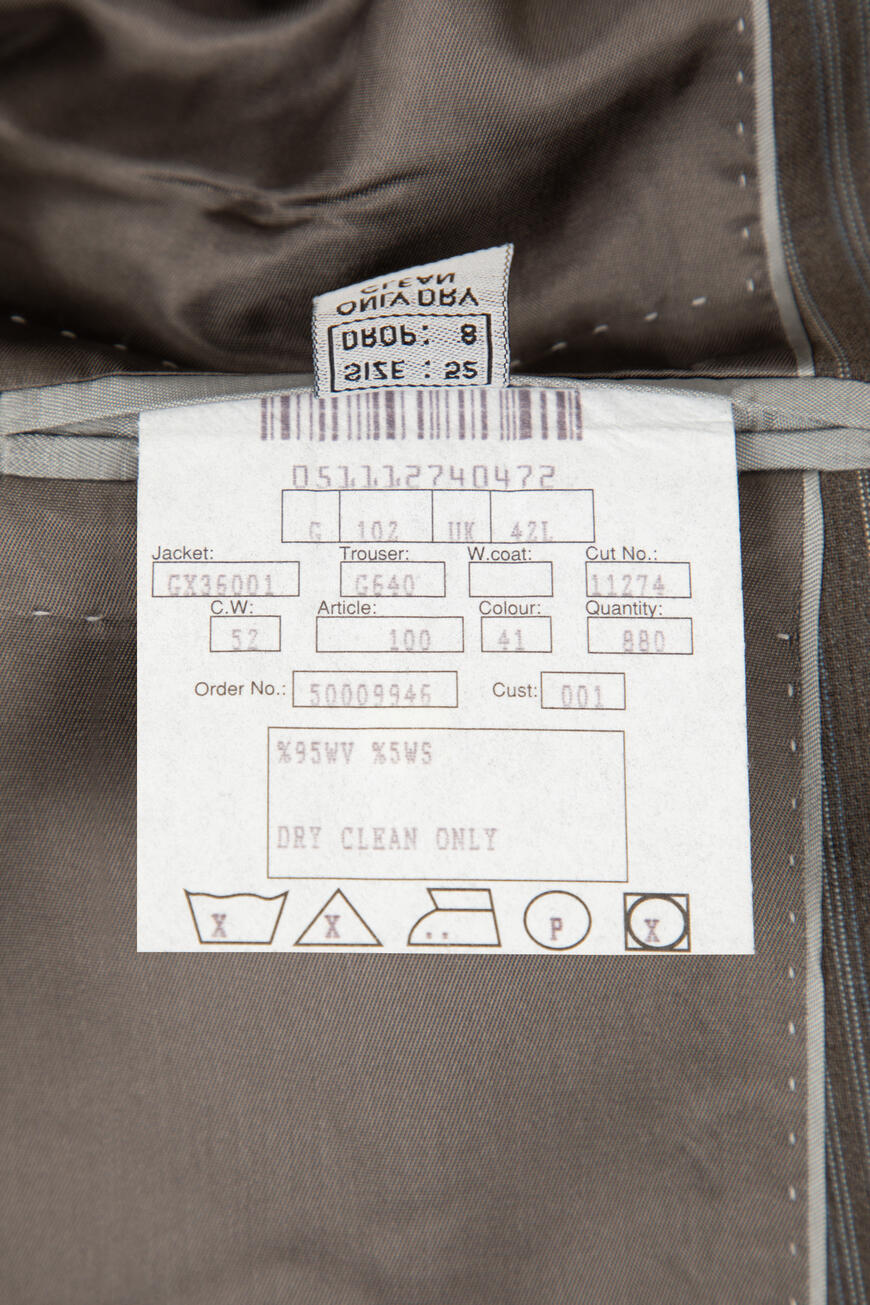 CLEAN
ONLY DRY
DROP: 8
SIZE : 52
051112740472
G 102 UK 42L
Jacket: Trouser: W.coat: Cut No.:
GX36001 G640 11274
C.W: Article: Colour: Quantity:
52 100 41 880
Order No.: 50009946 Cust: 001
%95WV %5WS
DRY CLEAN ONLY
X X .. P X